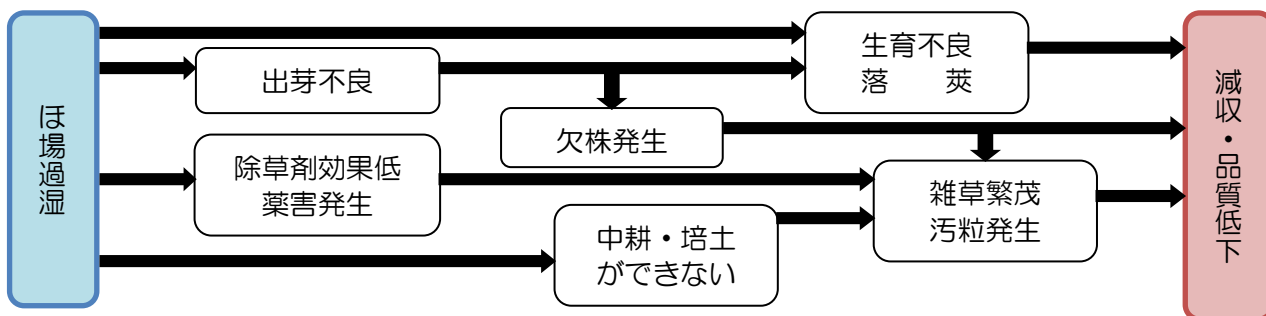 ほ場過湿
出芽不良
生育不良
落　　莢
欠株発生
除草剤効果低
薬害発生
雑草繁茂
汚粒発生
中耕・培土
ができない
減収・品質低下